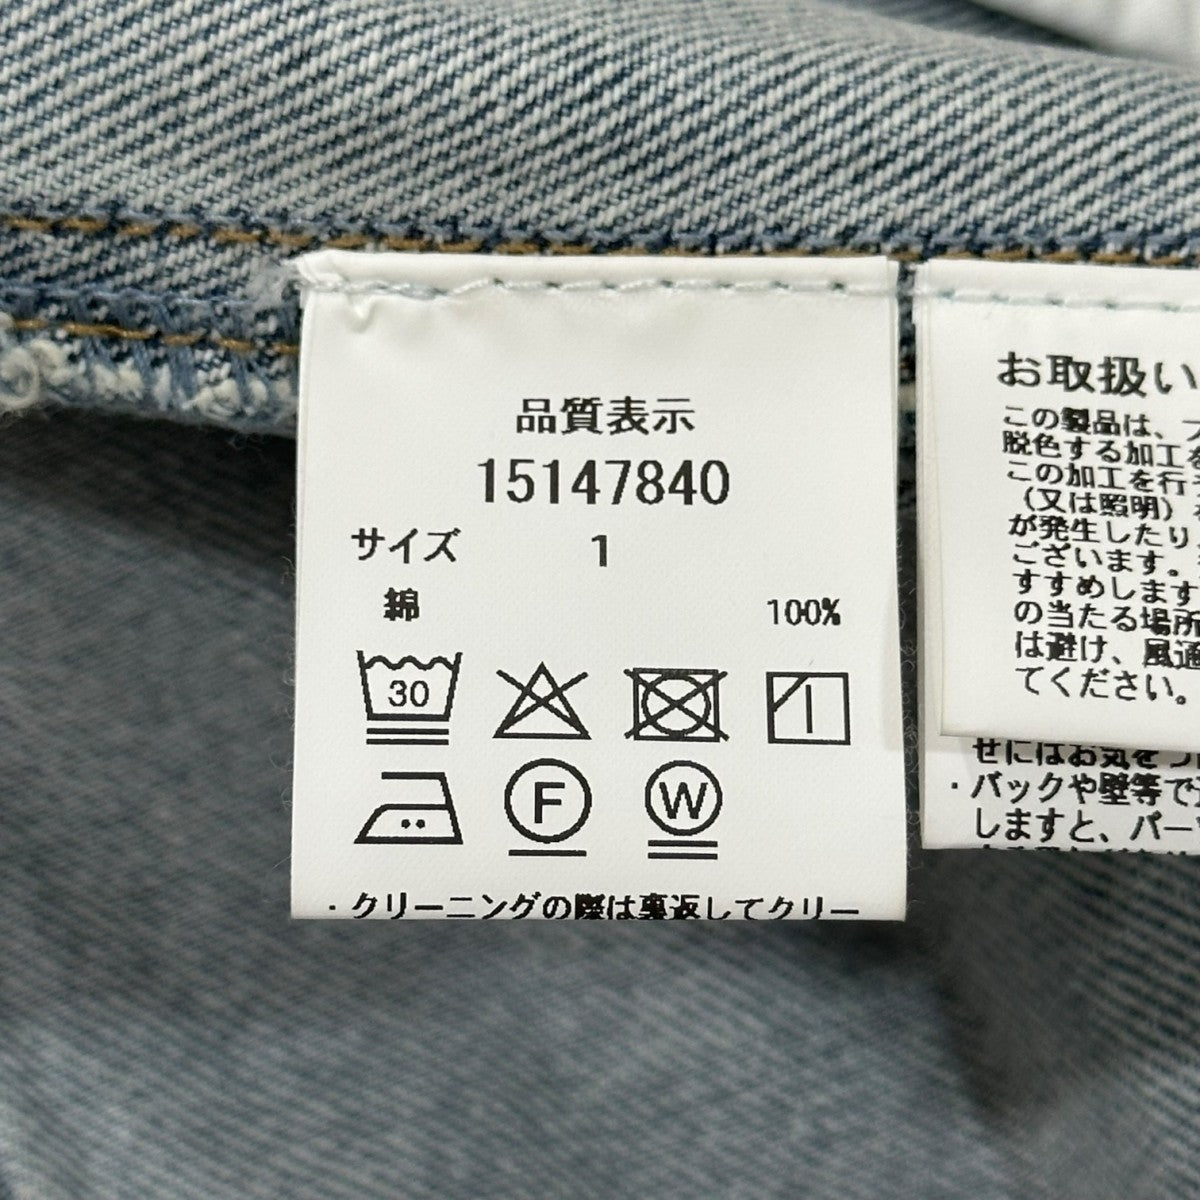 品質表示
15147840
サイズ 1
綿 100%
30
F W
・クリーニングの際は裏返してクリー
お取扱い
この製品は、
脱色する加工を
この加工を行
(又は照明)
が発生したり
ございます。
すすめします
の当たる場所
は避け、風通
てください。
せにはお気をつ
・バックや壁等で
しますと、パー